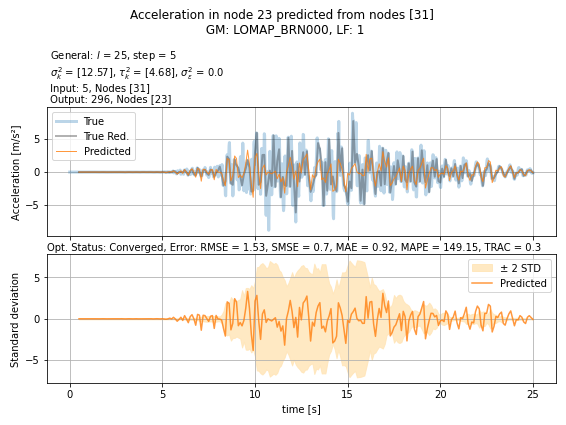 Acceleration in node 23 predicted from nodes [31]
GM: LOMAP_BRN000, LF: 1
General: l = 25, step = 5
σ²ₖ = [12.57], τ²ₖ = [4.68], σ²ε = 0.0
Input: 5, Nodes [31]
Output: 296, Nodes [23]
Acceleration [m/s²]
5
0
−5
True
True Red.
Predicted
Opt. Status: Converged, Error: RMSE = 1.53, SMSE = 0.7, MAE = 0.92, MAPE = 149.15, TRAC = 0.3
Standard deviation
5
0
−5
± 2 STD
Predicted
0 5 10 15 20 25
time [s]